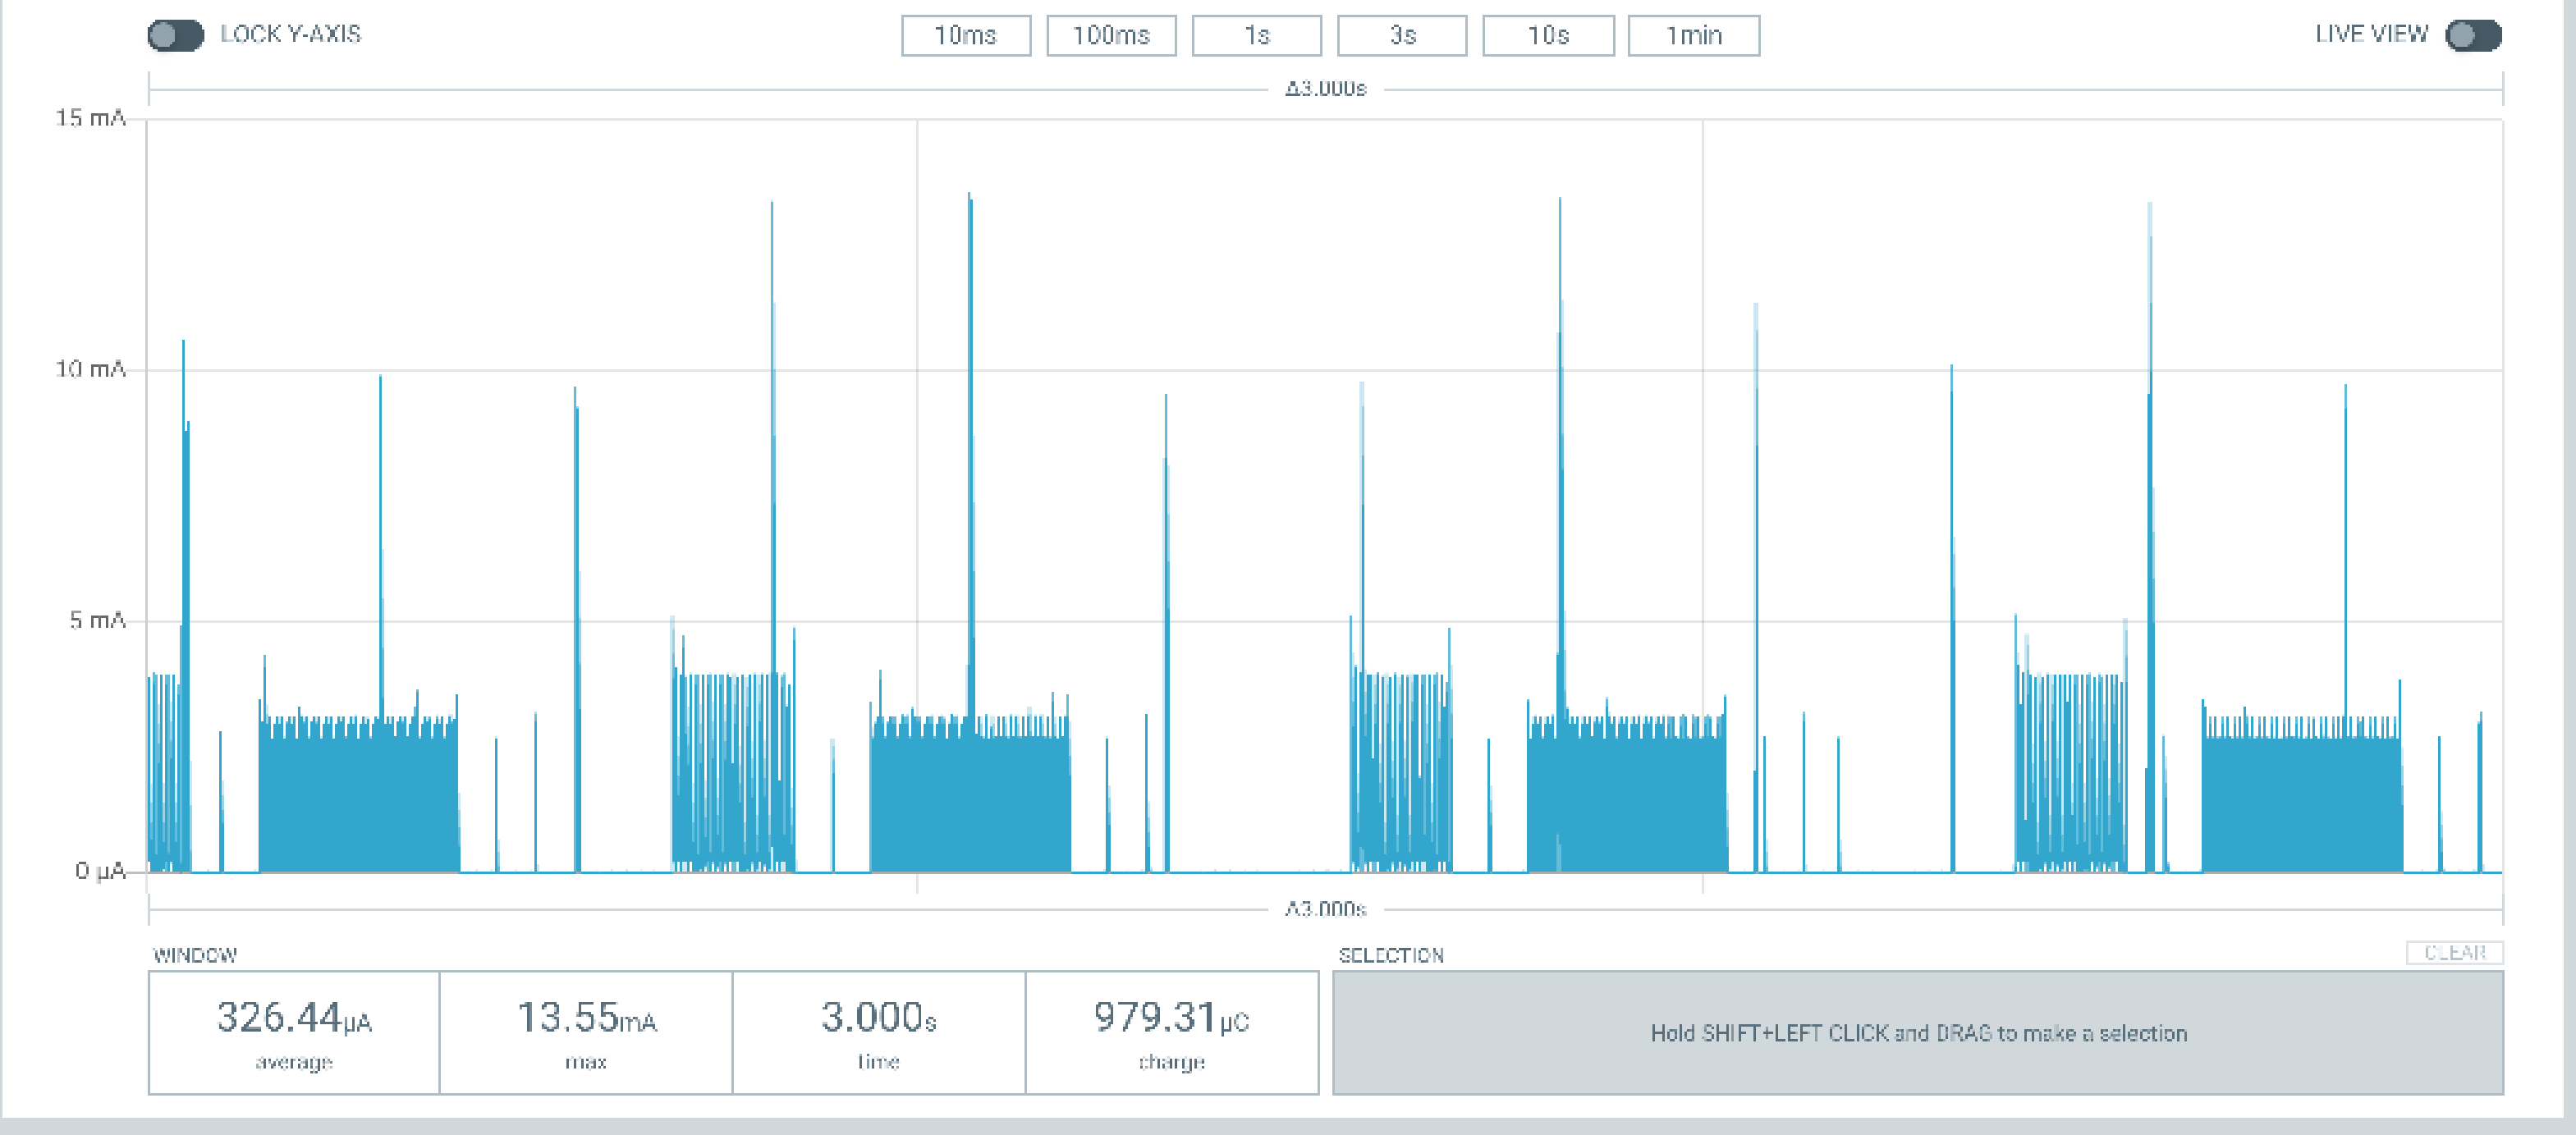 LOCK Y-AXIS 10ms 100ms 1s 3s 10s 1min LIVE VIEW
Δ3.000s
15 mA
10 mA
5 mA
0 µA
Δ3.000s
WINDOW SELECTION CLEAR
326.44µA 13.55mA 3.000s 979.31µC
average max time charge
Hold SHIFT+LEFT CLICK and DRAG to make a selection